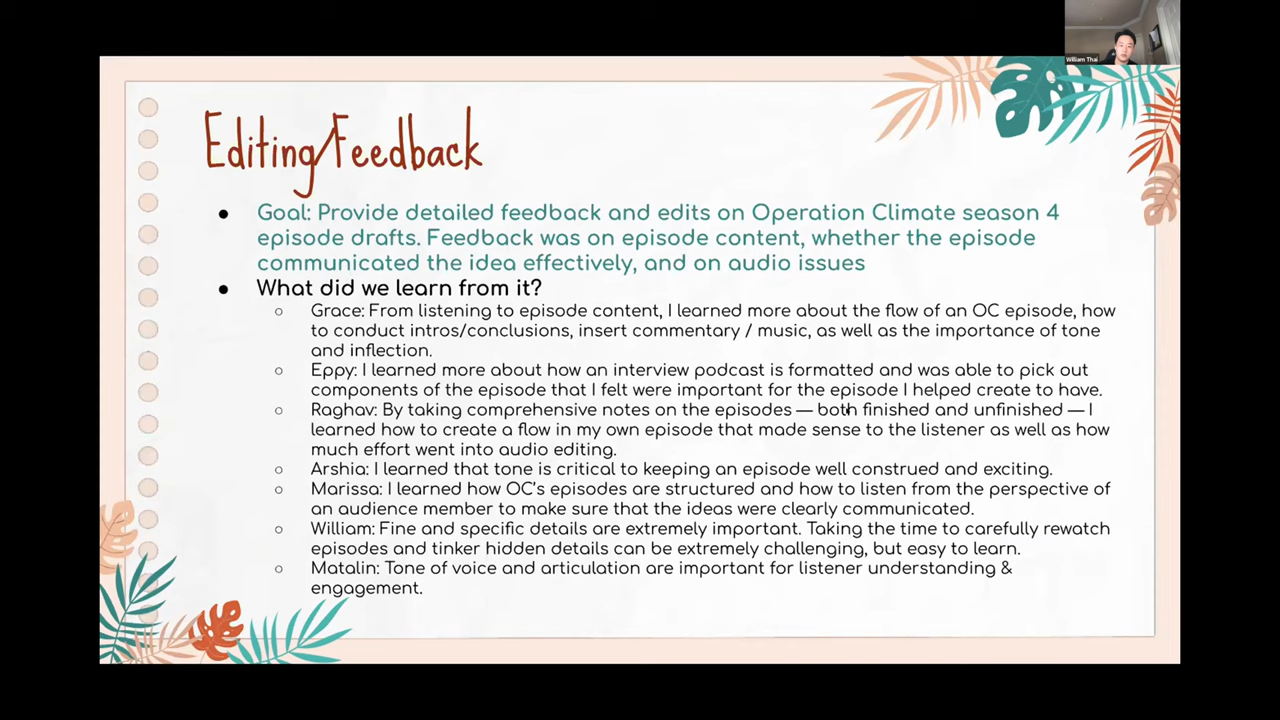 William Thai
Editing/Feedback
● Goal: Provide detailed feedback and edits on Operation Climate season 4
episode drafts. Feedback was on episode content, whether the episode
communicated the idea effectively, and on audio issues
● What did we learn from it?
○ Grace: From listening to episode content, I learned more about the flow of an OC episode, how
to conduct intros/conclusions, insert commentary / music, as well as the importance of tone
and inflection.
○ Eppy: I learned more about how an interview podcast is formatted and was able to pick out
components of the episode that I felt were important for the episode I helped create to have.
○ Raghav: By taking comprehensive notes on the episodes — both finished and unfinished — I
learned how to create a flow in my own episode that made sense to the listener as well as how
much effort went into audio editing.
○ Arshia: I learned that tone is critical to keeping an episode well construed and exciting.
○ Marissa: I learned how OC's episodes are structured and how to listen from the perspective of
an audience member to make sure that the ideas were clearly communicated.
○ William: Fine and specific details are extremely important. Taking the time to carefully rewatch
episodes and tinker hidden details can be extremely challenging, but easy to learn.
○ Matalin: Tone of voice and articulation are important for listener understanding &
engagement.